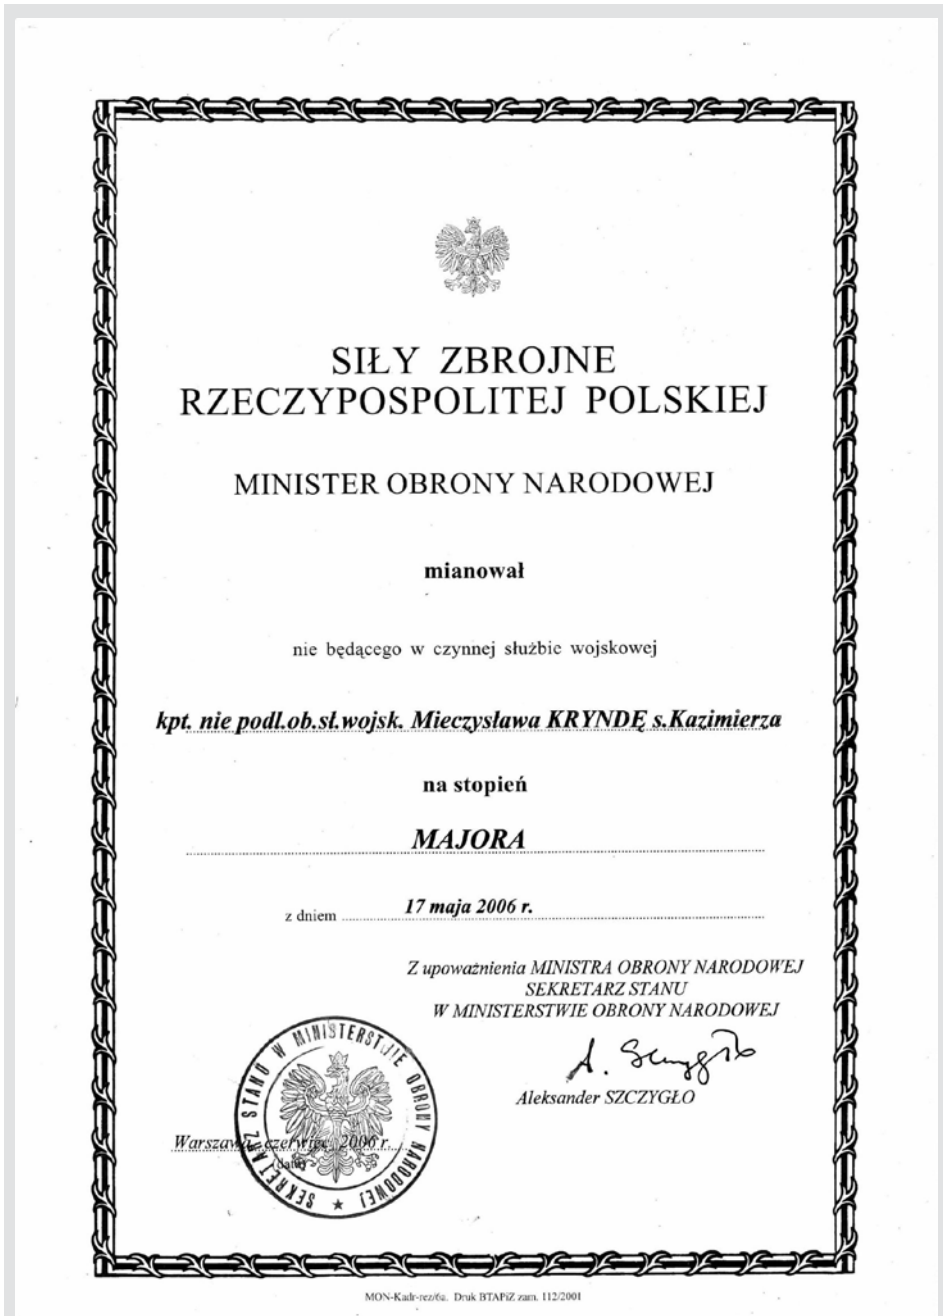 SIŁY ZBROJNE
RZECZYPOSPOLITEJ POLSKIEJ
MINISTER OBRONY NARODOWEJ
mianował
nie będącego w czynnej służbie wojskowej
kpt. nie podl.ob.sł.wojsk. Mieczysława KRYNDĘ s.Kazimierza
na stopień
MAJORA
z dniem 17 maja 2006 r.
Z upoważnienia MINISTRA OBRONY NARODOWEJ
SEKRETARZ STANU
W MINISTERSTWIE OBRONY NARODOWEJ
A. Szczygło
Aleksander SZCZYGŁO
SEKRETARZ STANU W MINISTERSTWIE OBRONY NARODOWEJ
Warszawa, czerwiec 2006 r.
(data)
MON-Kadr-rez/6a. Druk BTAPiZ zam. 112/2001